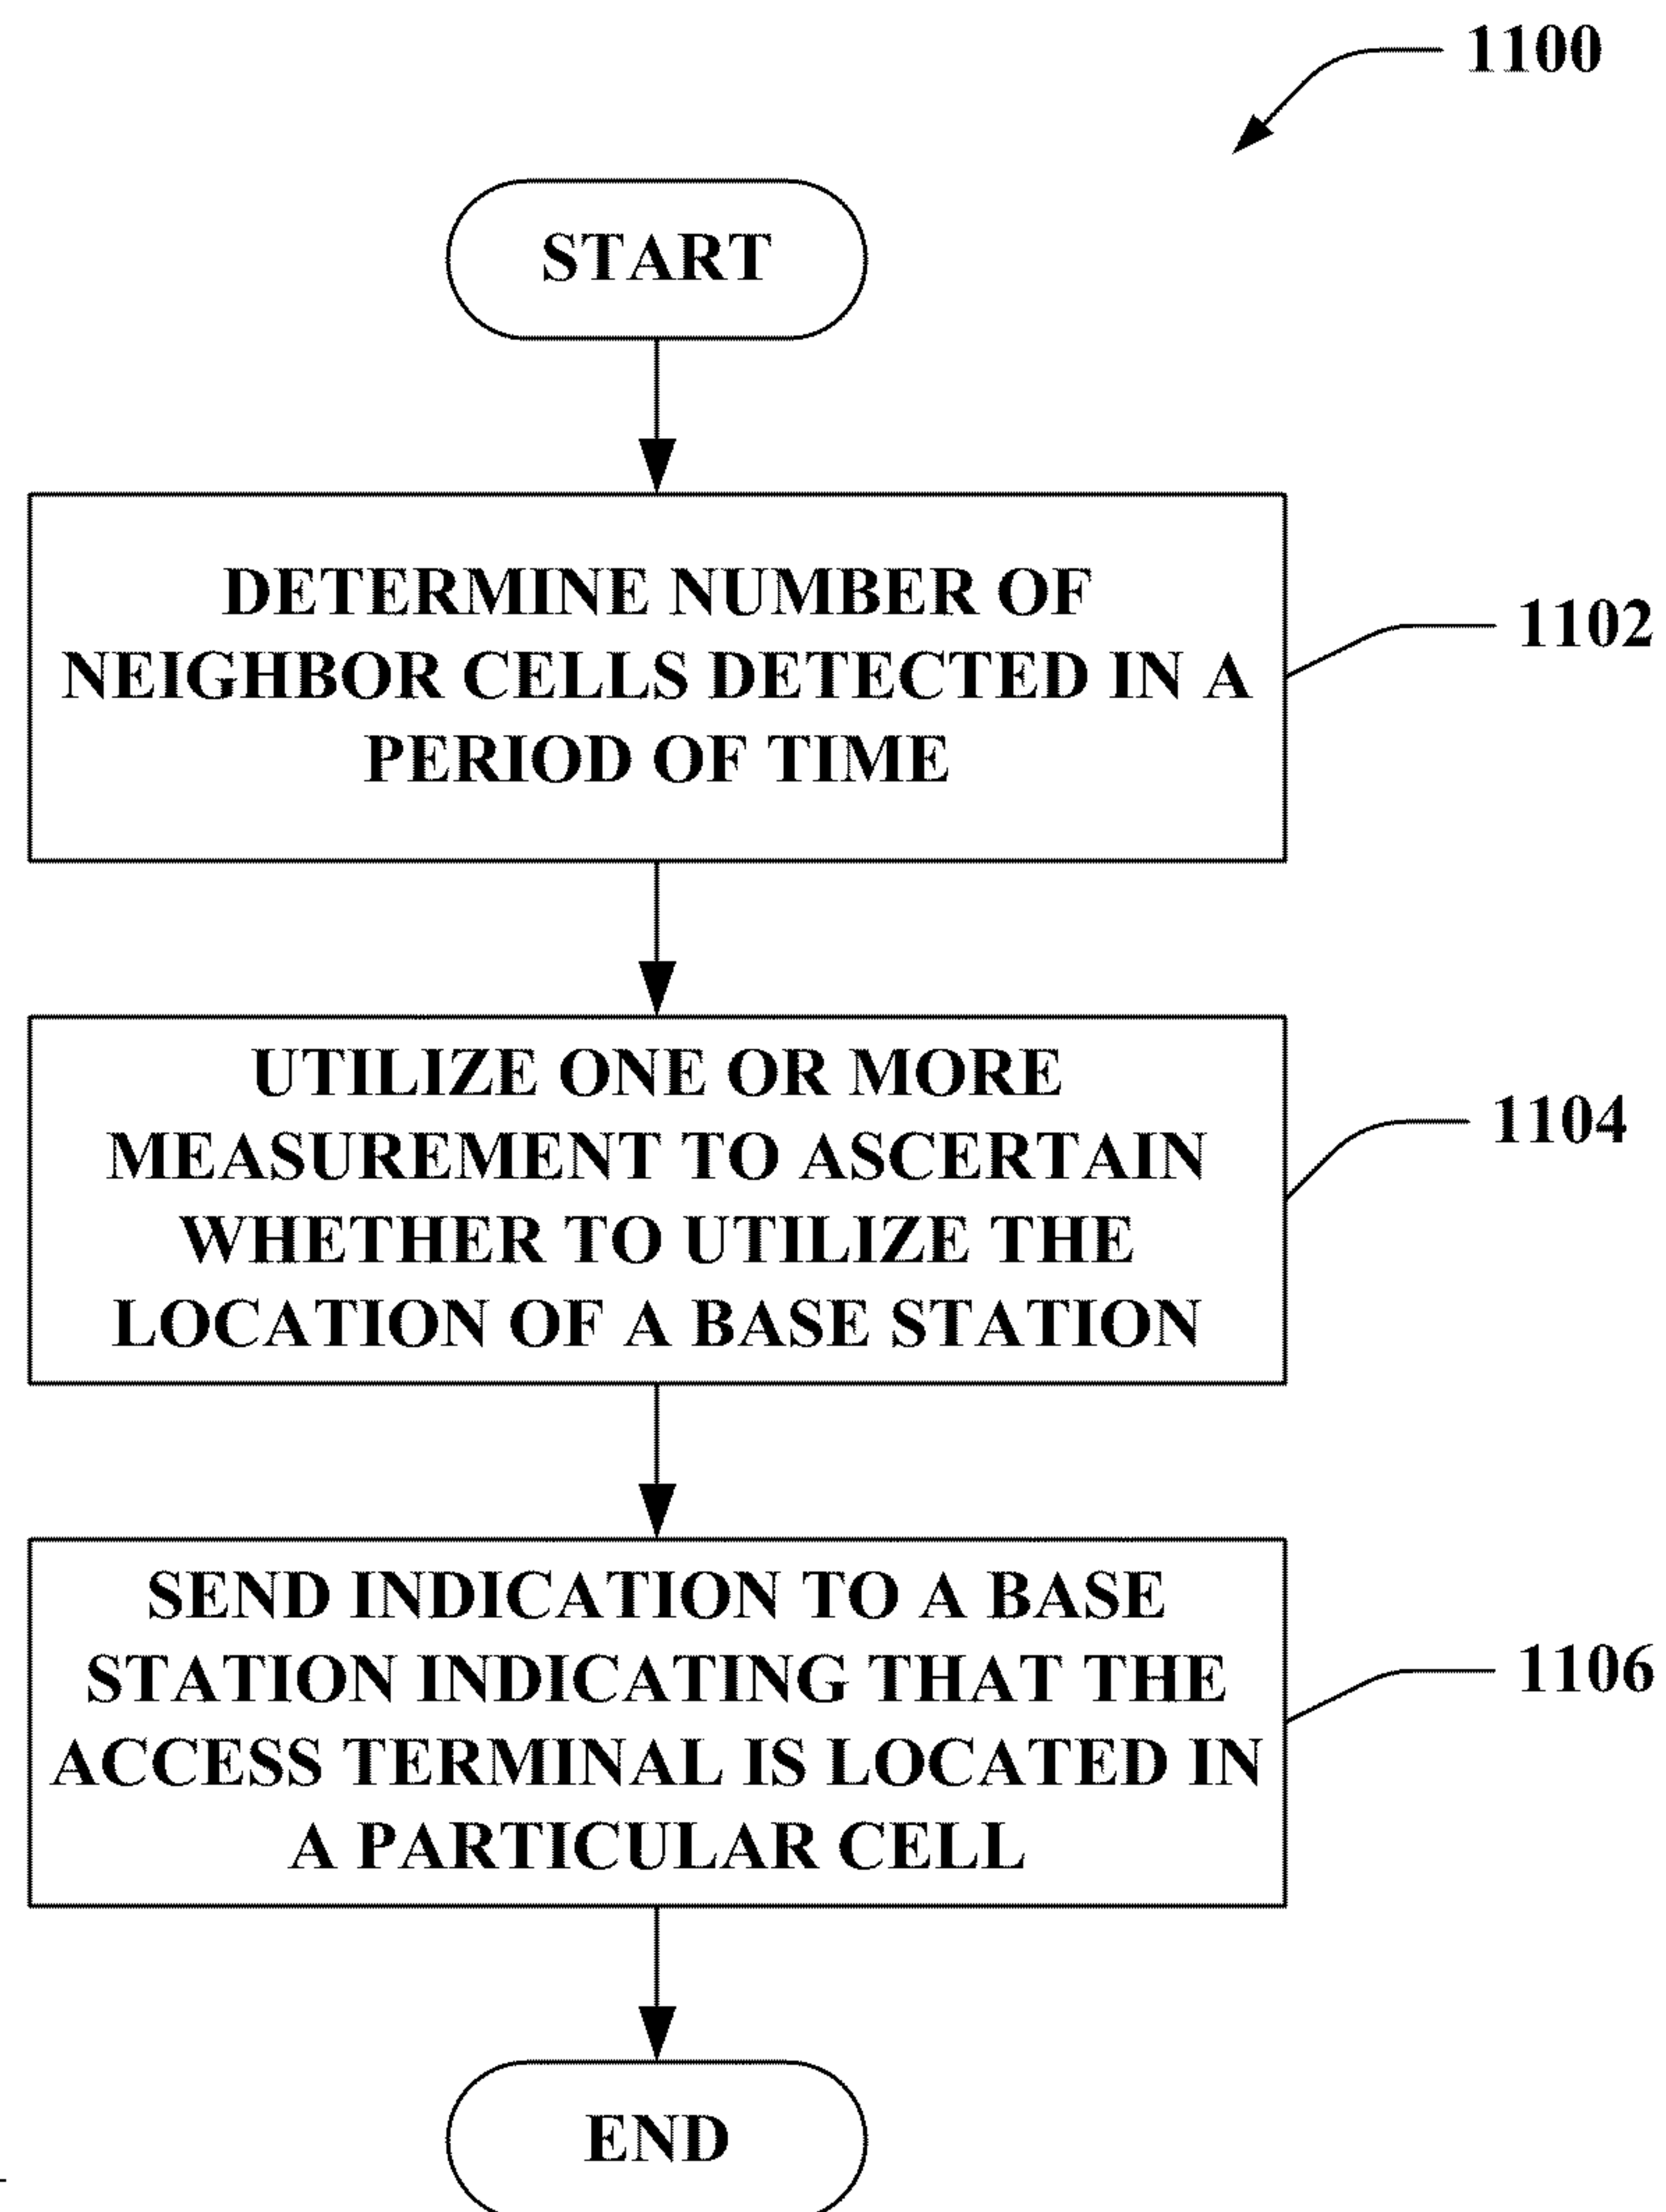 1100
START
DETERMINE NUMBER OF
NEIGHBOR CELLS DETECTED IN A
PERIOD OF TIME
1102
UTILIZE ONE OR MORE
MEASUREMENT TO ASCERTAIN
WHETHER TO UTILIZE THE
LOCATION OF A BASE STATION
1104
SEND INDICATION TO A BASE
STATION INDICATING THAT THE
ACCESS TERMINAL IS LOCATED IN
A PARTICULAR CELL
1106
END